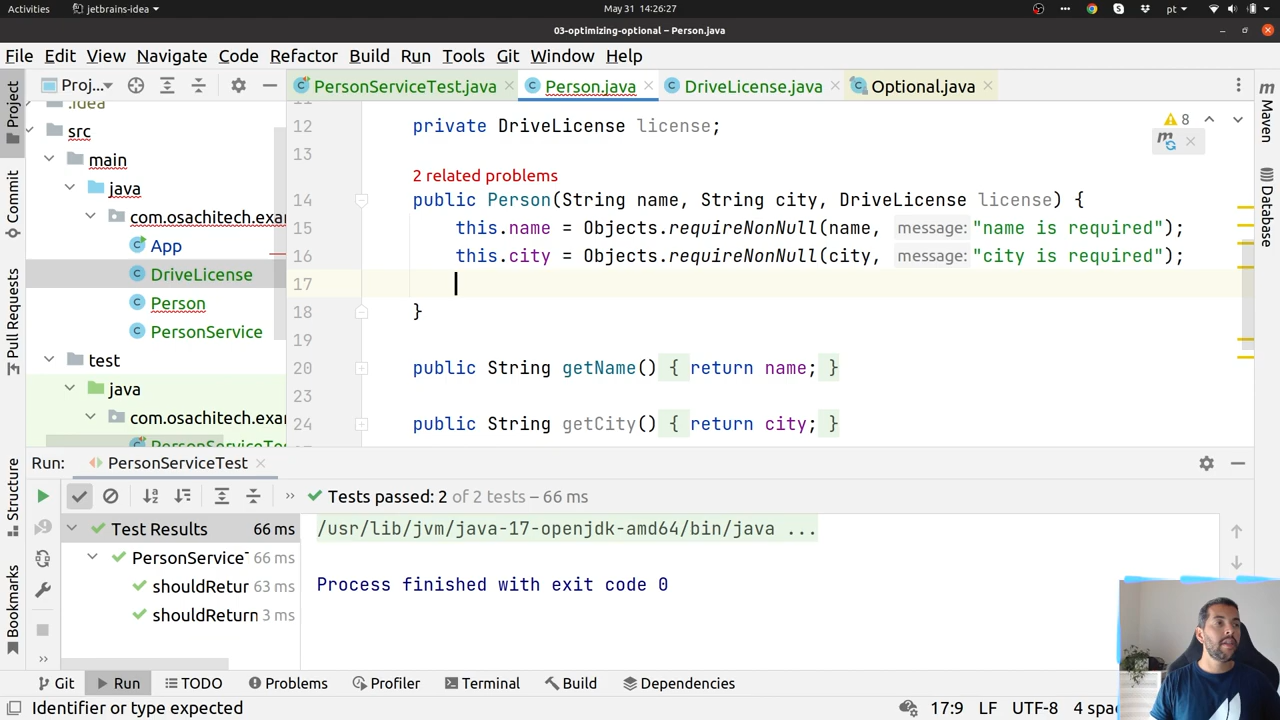 Activities jetbrains-idea May 31 14:26:27 pt
03-optimizing-optional – Person.java
File Edit View Navigate Code Refactor Build Run Tools Git Window Help
Project Proj... PersonServiceTest.java Person.java DriveLicense.java Optional.java Maven
.idea
src
main
java
com.osachitech.exa
App
DriveLicense
Person
PersonService
test
java
com.osachitech.exa
PersonServiceTes
Commit
Pull Requests
Structure
Bookmarks
Database
8
11
12 private DriveLicense license;
13
2 related problems
14 public Person(String name, String city, DriveLicense license) {
15 this.name = Objects.requireNonNull(name, message: "name is required");
16 this.city = Objects.requireNonNull(city, message: "city is required");
17
18 }
19
20 public String getName() { return name; }
23
24 public String getCity() { return city; }
Run: PersonServiceTest
Tests passed: 2 of 2 tests – 66 ms
Test Results 66 ms
PersonService 66 ms
shouldRetur 63 ms
shouldReturn 3 ms
/usr/lib/jvm/java-17-openjdk-amd64/bin/java ...
Process finished with exit code 0
Git Run TODO Problems Profiler Terminal Build Dependencies
Identifier or type expected 17:9 LF UTF-8 4 spac